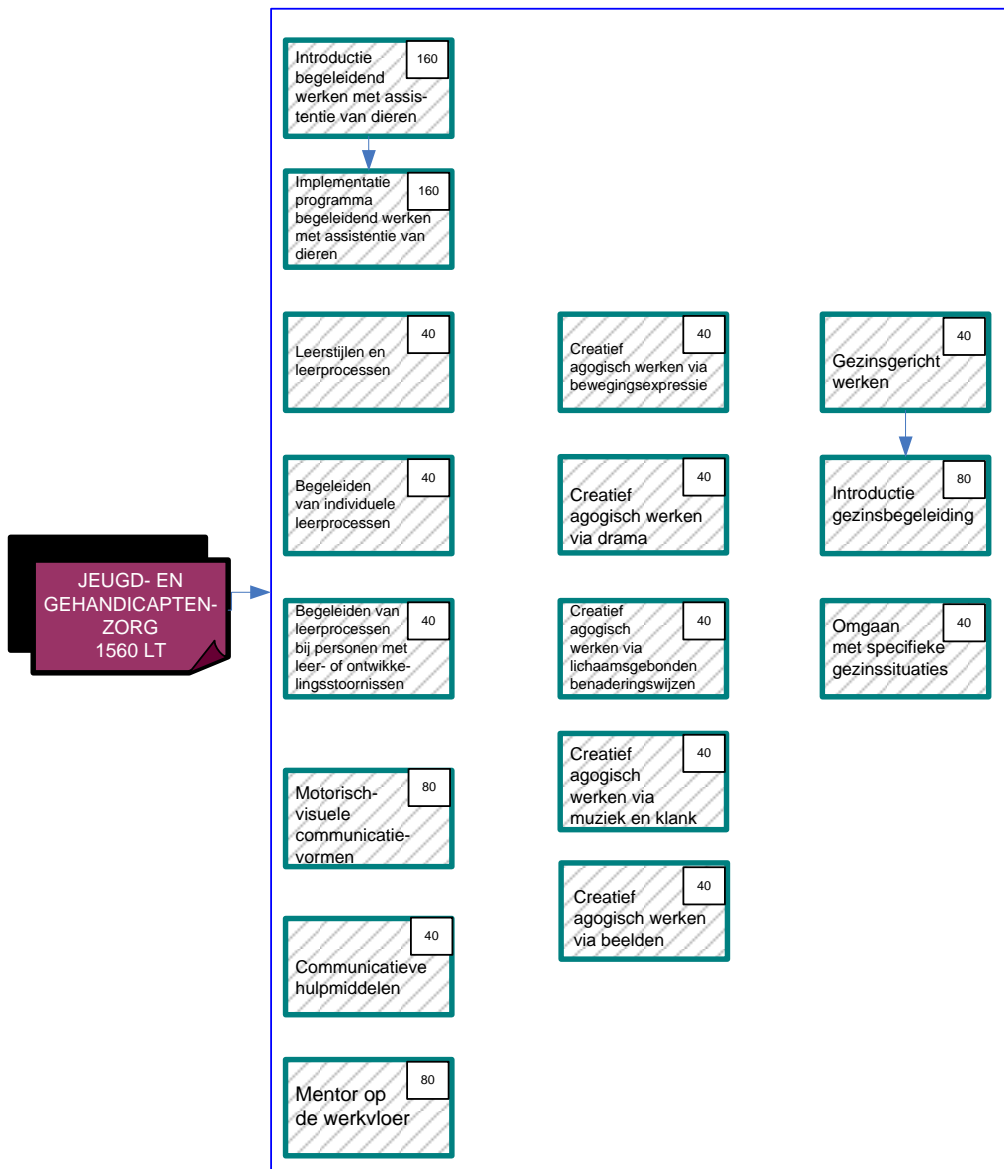 Introductie
begeleidend
werken met assis-
tentie van dieren
160
Implementatie
programma
begeleidend werken
met assistentie van
dieren
160
Leerstijlen en
leerprocessen
40
Creatief
agogisch werken via
bewegingsexpressie
40
Gezinsgericht
werken
40
Begeleiden
van individuele
leerprocessen
40
Creatief
agogisch werken
via drama
40
Introductie
gezinsbegeleiding
80
JEUGD- EN
GEHANDICAPTEN-
ZORG
1560 LT
Begeleiden van
leerprocessen
bij personen met
leer- of ontwikke-
lingsstoornissen
40
Creatief
agogisch
werken via
lichaamsgebonden
benaderingswijzen
40
Omgaan
met specifieke
gezinssituaties
40
Motorisch-
visuele
communicatie-
vormen
80
Creatief
agogisch
werken via
muziek en klank
40
Creatief
agogisch werken
via beelden
40
Communicatieve
hulpmiddelen
40
Mentor op
de werkvloer
80